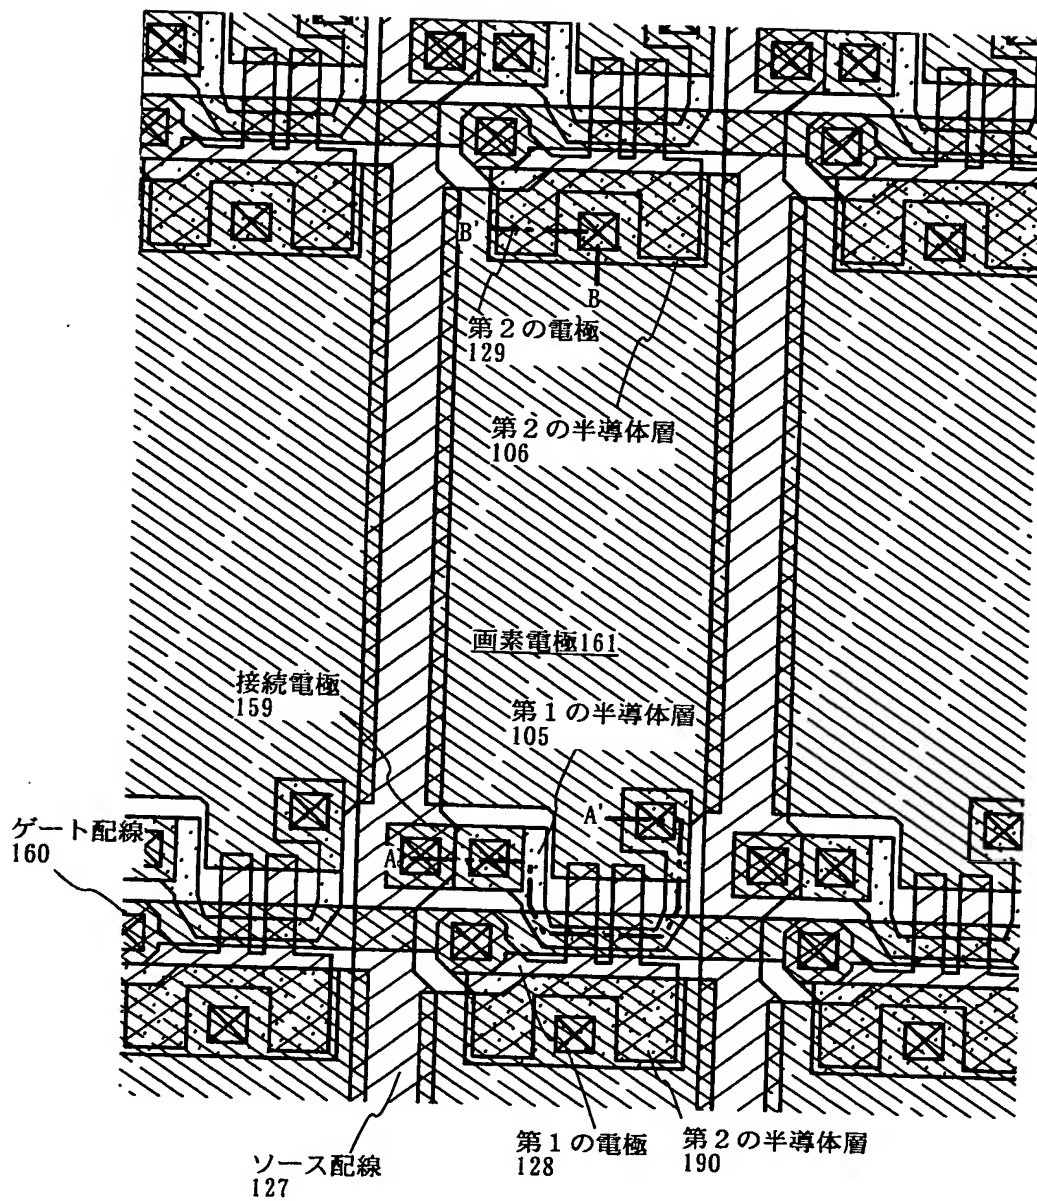 B'
B
第2の電極
129
第2の半導体層
106
画素電極161
接続電極
159
第1の半導体層
105
A'
ゲート配線
160
A
第1の電極
128
第2の半導体層
190
ソース配線
127